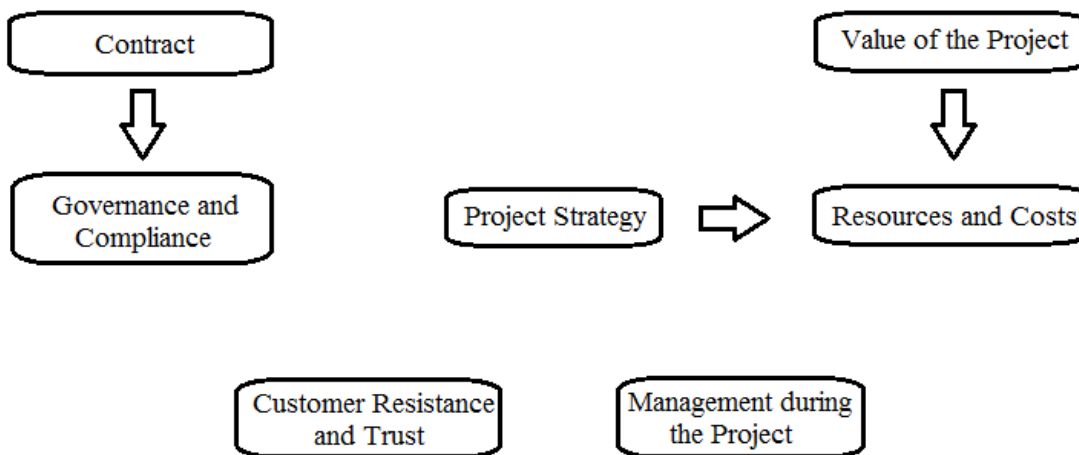 Contract
Value of the Project
Governance and
Compliance
Project Strategy
Resources and Costs
Customer Resistance
and Trust
Management during
the Project